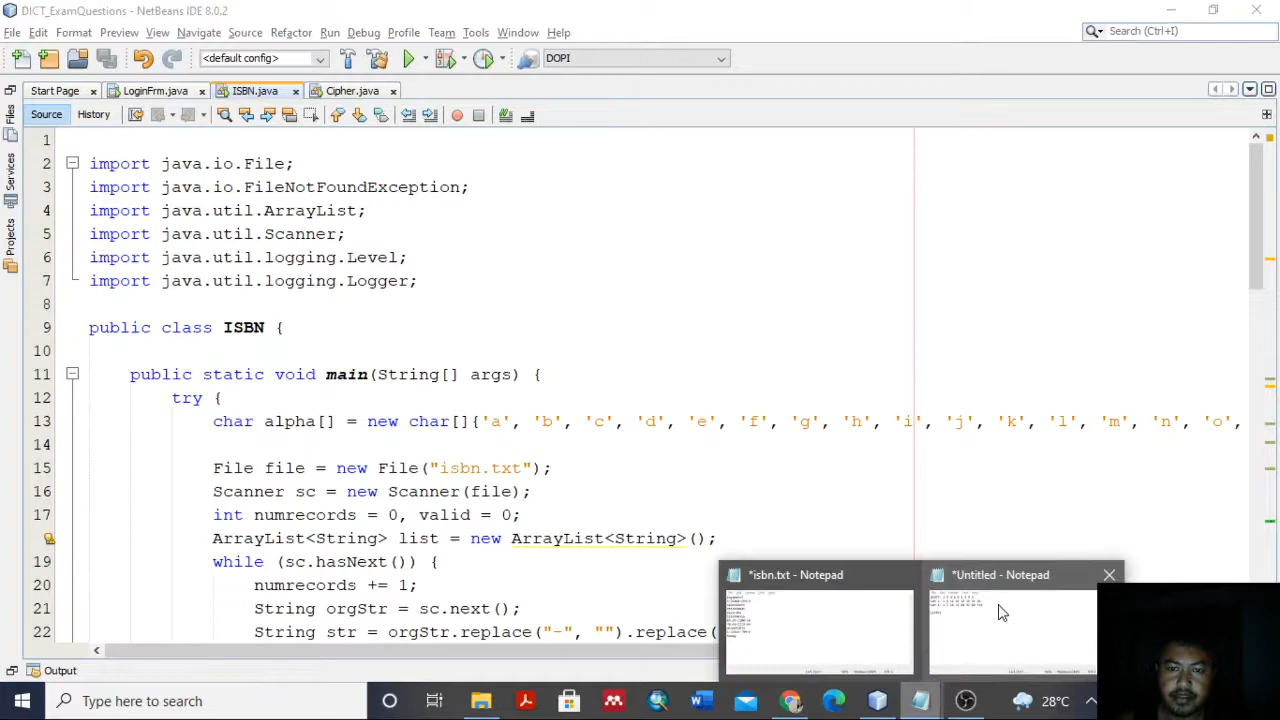 DICT_ExamQuestions - NetBeans IDE 8.0.2
File Edit Format Preview View Navigate Source Refactor Run Debug Profile Team Tools Window Help
Search (Ctrl+I)
<default config>
DOPI
Start Page LoginFrm.java ISBN.java Cipher.java
Source History
Files
Services
Projects
1
2 import java.io.File;
3 import java.io.FileNotFoundException;
4 import java.util.ArrayList;
5 import java.util.Scanner;
6 import java.util.logging.Level;
7 import java.util.logging.Logger;
8
9 public class ISBN {
10
11 public static void main(String[] args) {
12 try {
13 char alpha[] = new char[]{'a', 'b', 'c', 'd', 'e', 'f', 'g', 'h', 'i', 'j', 'k', 'l', 'm', 'n', 'o',
14
15 File file = new File("isbn.txt");
16 Scanner sc = new Scanner(file);
17 int numrecords = 0, valid = 0;
18 ArrayList<String> list = new ArrayList<String>();
19 while (sc.hasNext()) {
20 numrecords += 1;
21 String orgStr = sc.next();
22 String str = orgStr.replace("-", "").replace(
*isbn.txt - Notepad
*Untitled - Notepad
Output
Type here to search
28°C